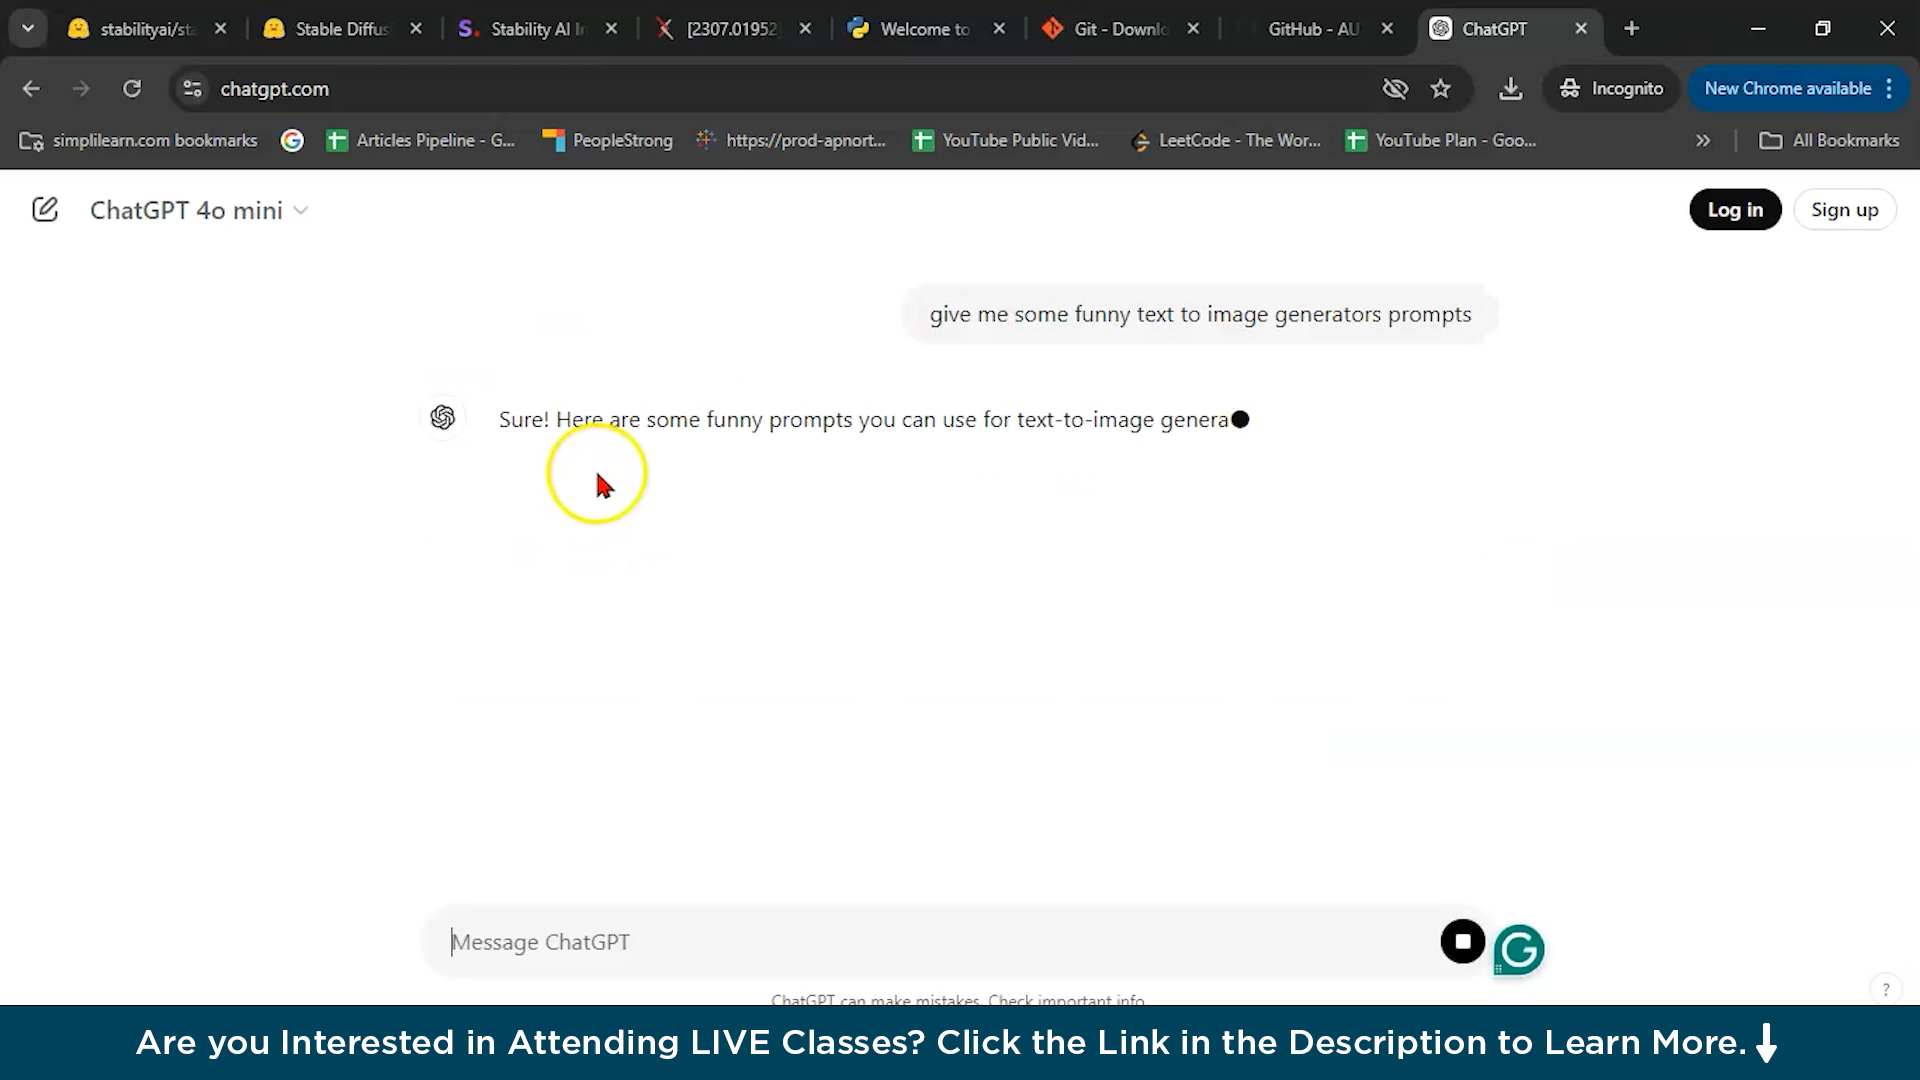 stabilityai/sta
Stable Diffus
Stability AI In
[2307.01952]
Welcome to
Git - Downlo
GitHub - AU
ChatGPT
chatgpt.com
Incognito
New Chrome available
simplilearn.com bookmarks
Articles Pipeline - G...
PeopleStrong
https://prod-apnort...
YouTube Public Vid...
LeetCode - The Wor...
YouTube Plan - Goo...
All Bookmarks
ChatGPT 4o mini
Log in
Sign up
give me some funny text to image generators prompts
Sure! Here are some funny prompts you can use for text-to-image genera
Message ChatGPT
ChatGPT can make mistakes. Check important info.
?
Are you Interested in Attending LIVE Classes? Click the Link in the Description to Learn More.